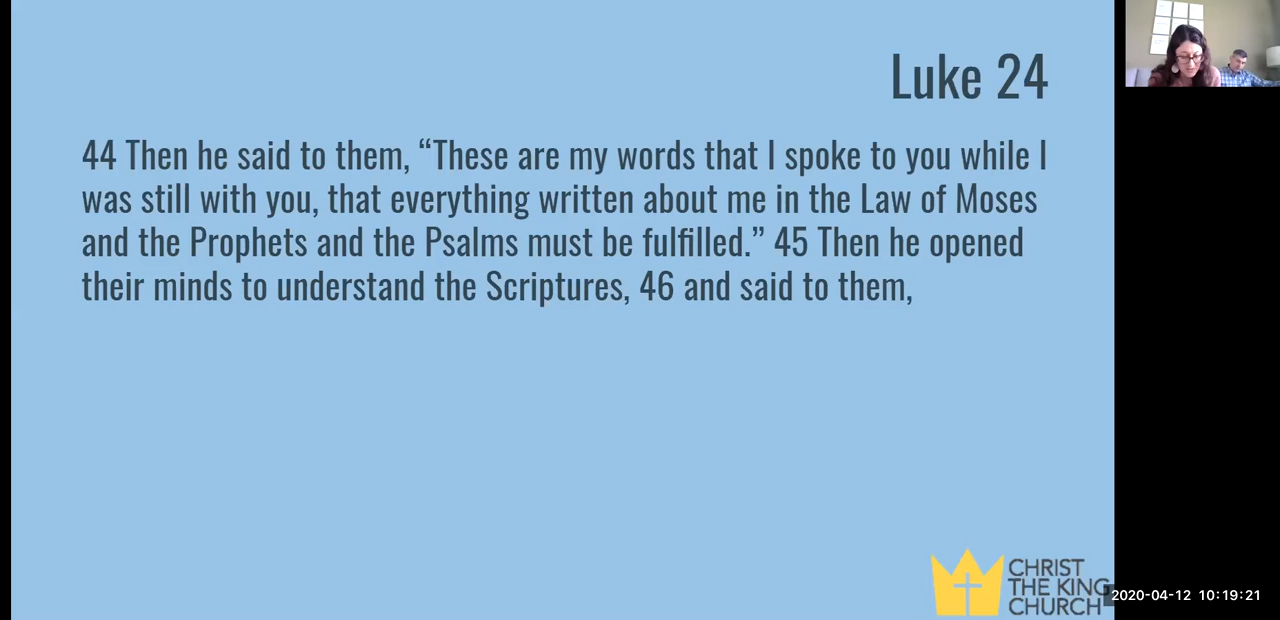 Luke 24
44 Then he said to them, “These are my words that I spoke to you while I
was still with you, that everything written about me in the Law of Moses
and the Prophets and the Psalms must be fulfilled.” 45 Then he opened
their minds to understand the Scriptures, 46 and said to them,
CHRIST
THE KING
CHURCH
2020-04-12 10:19:21